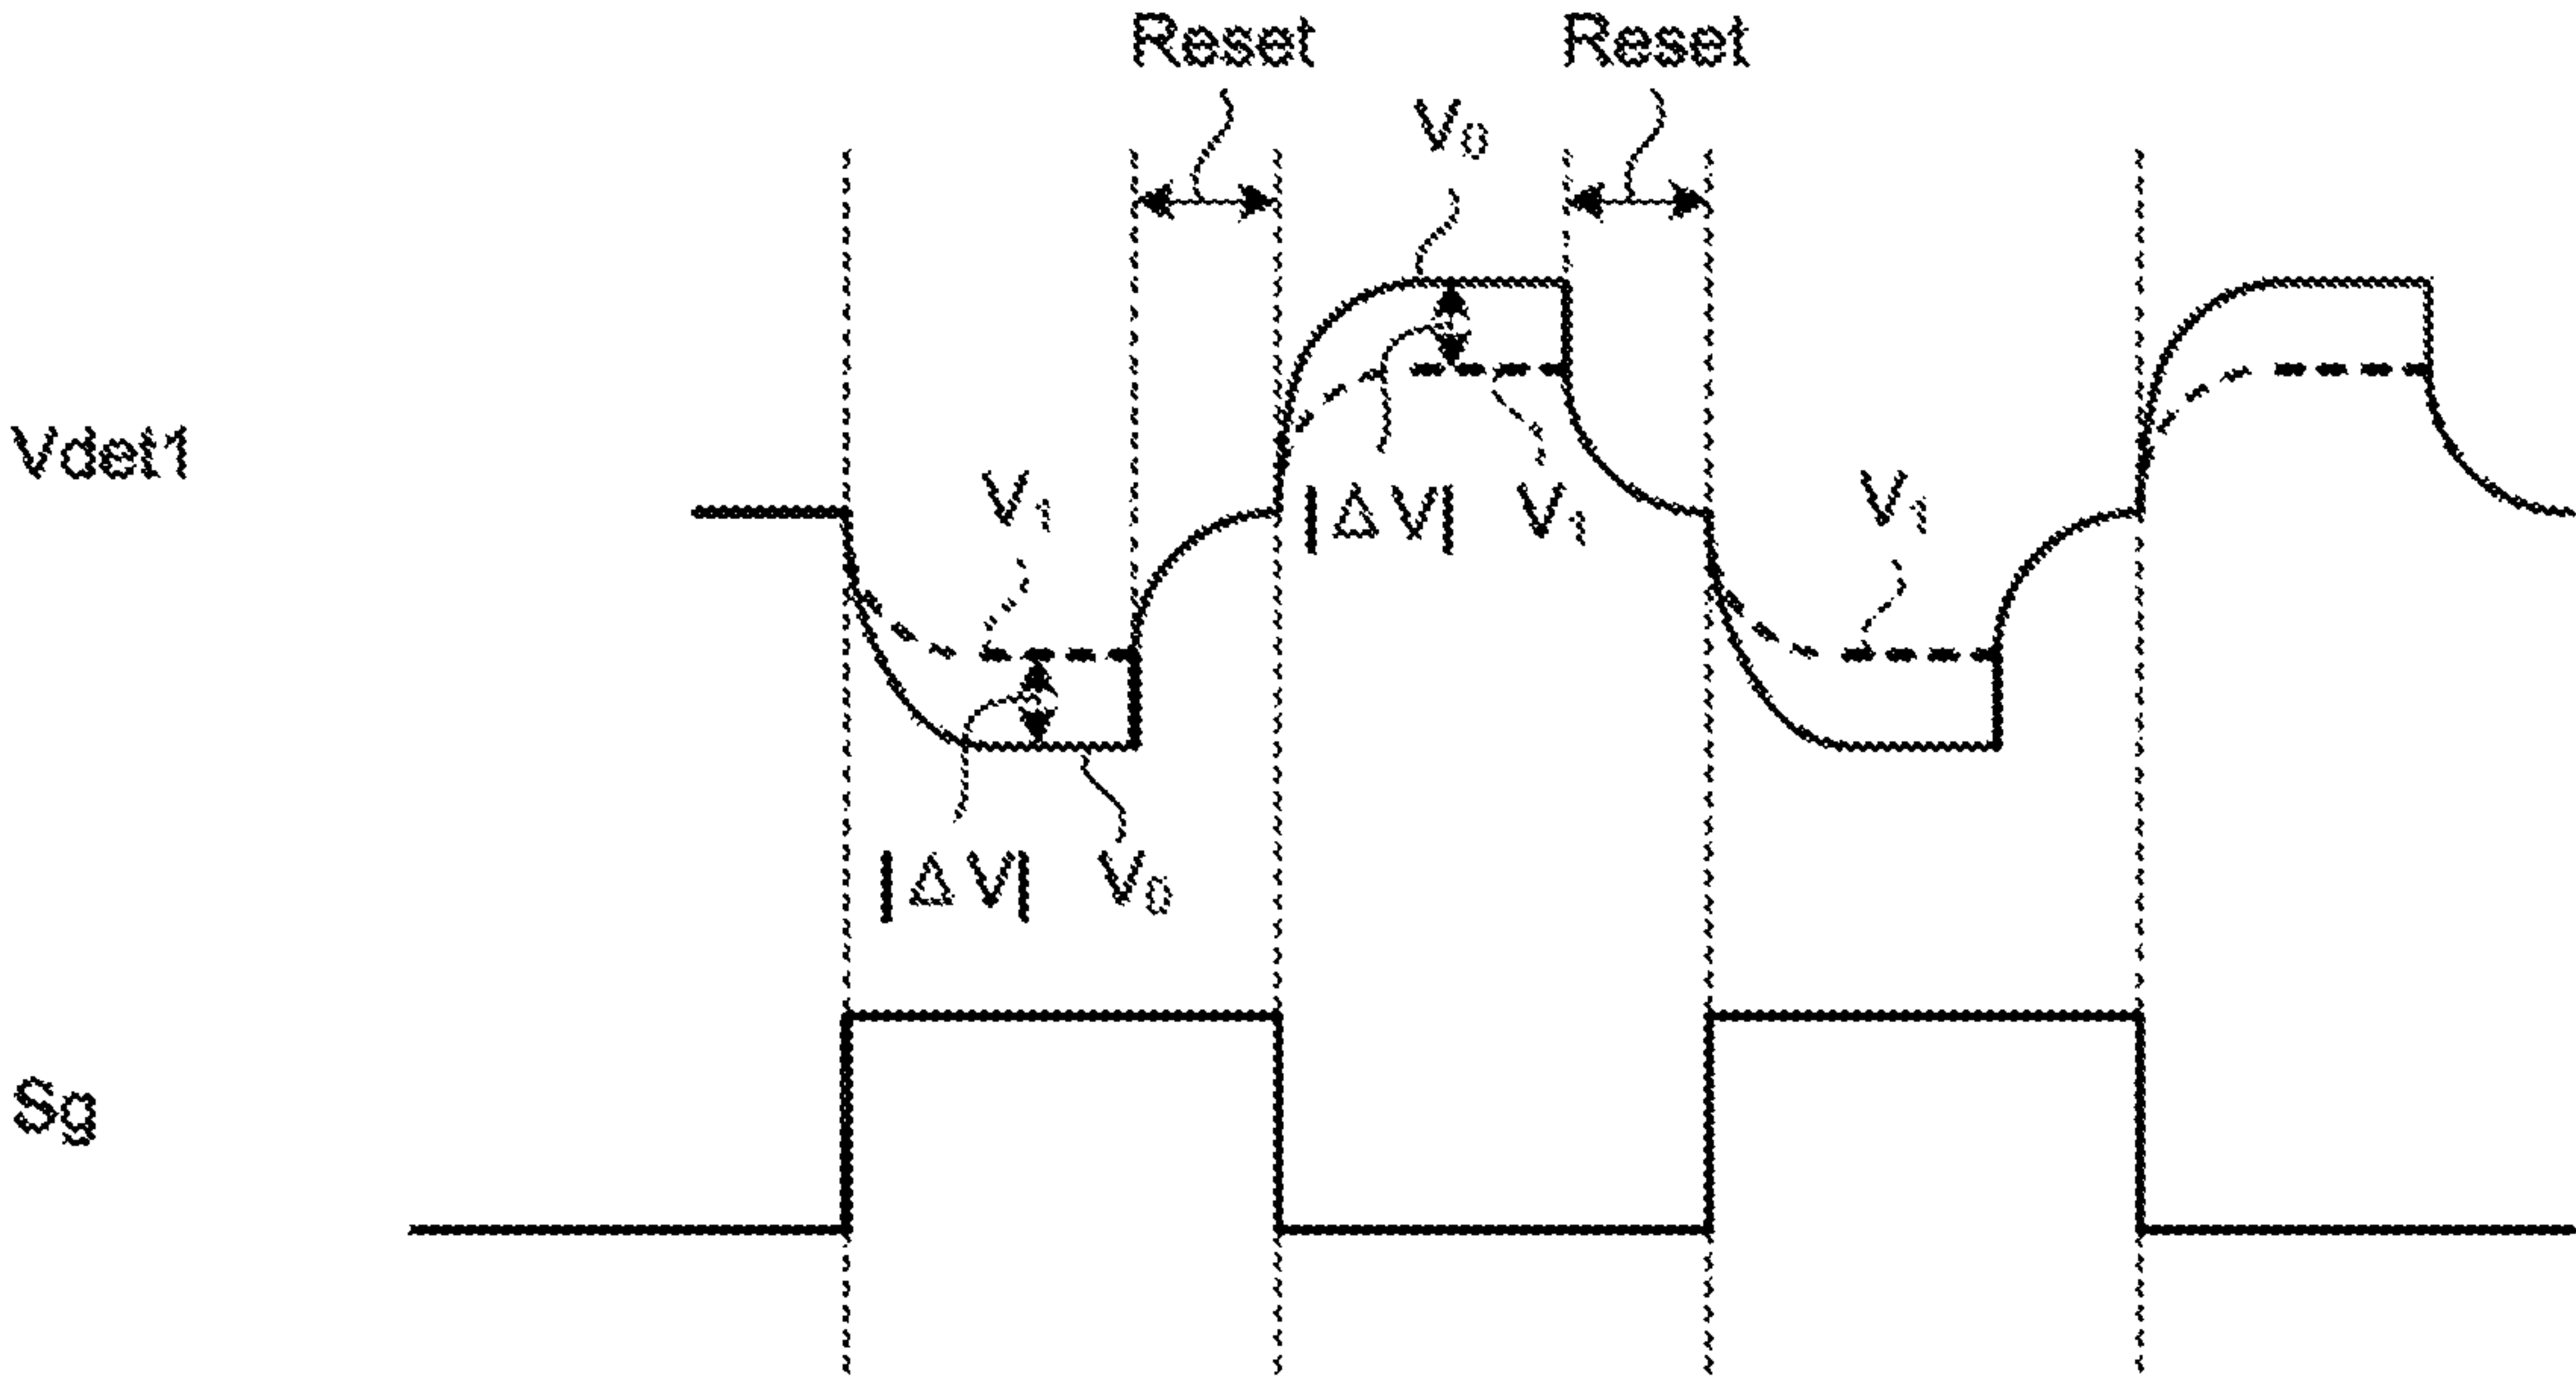 Reset Reset
V₀
Vdet1
V₁ |ΔV| V₁ V₁
|ΔV| V₀
Sg